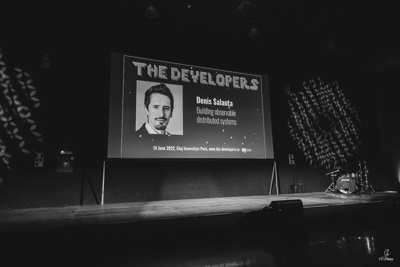 THE DEVELOPERS
Denis Salanța
Building observable
distributed systems
14 June 2022, Cluj Innovation Park, www.the-developers.ro